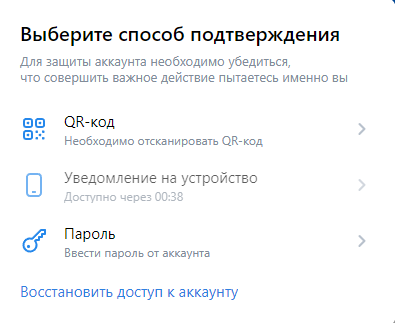 Выберите способ подтверждения
Для защиты аккаунта необходимо убедиться,
что совершить важное действие пытаетесь именно вы
QR-код
Необходимо отсканировать QR-код
Уведомление на устройство
Доступно через 00:38
Пароль
Ввести пароль от аккаунта
Восстановить доступ к аккаунту